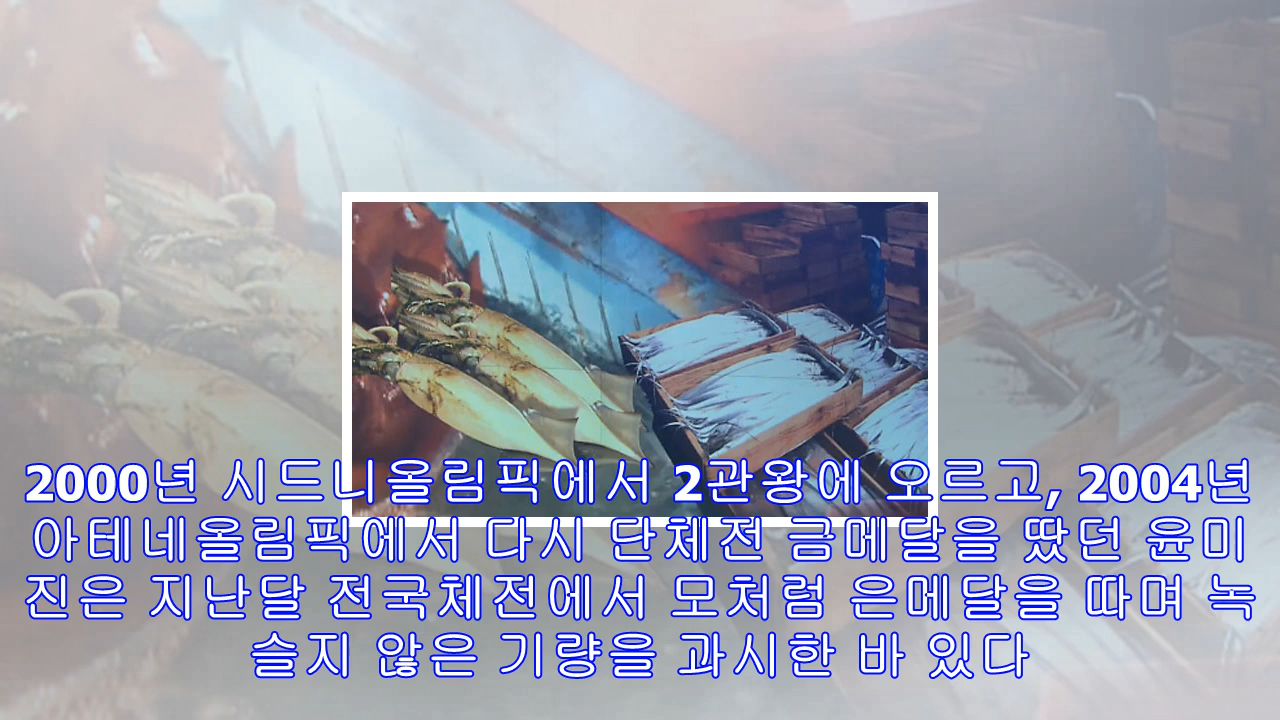 2000년 시드니올림픽에서 2관왕에 오르고, 2004년
아테네올림픽에서 다시 단체전 금메달을 땄던 윤미
진은 지난달 전국체전에서 모처럼 은메달을 따며 녹
슬지 않은 기량을 과시한 바 있다